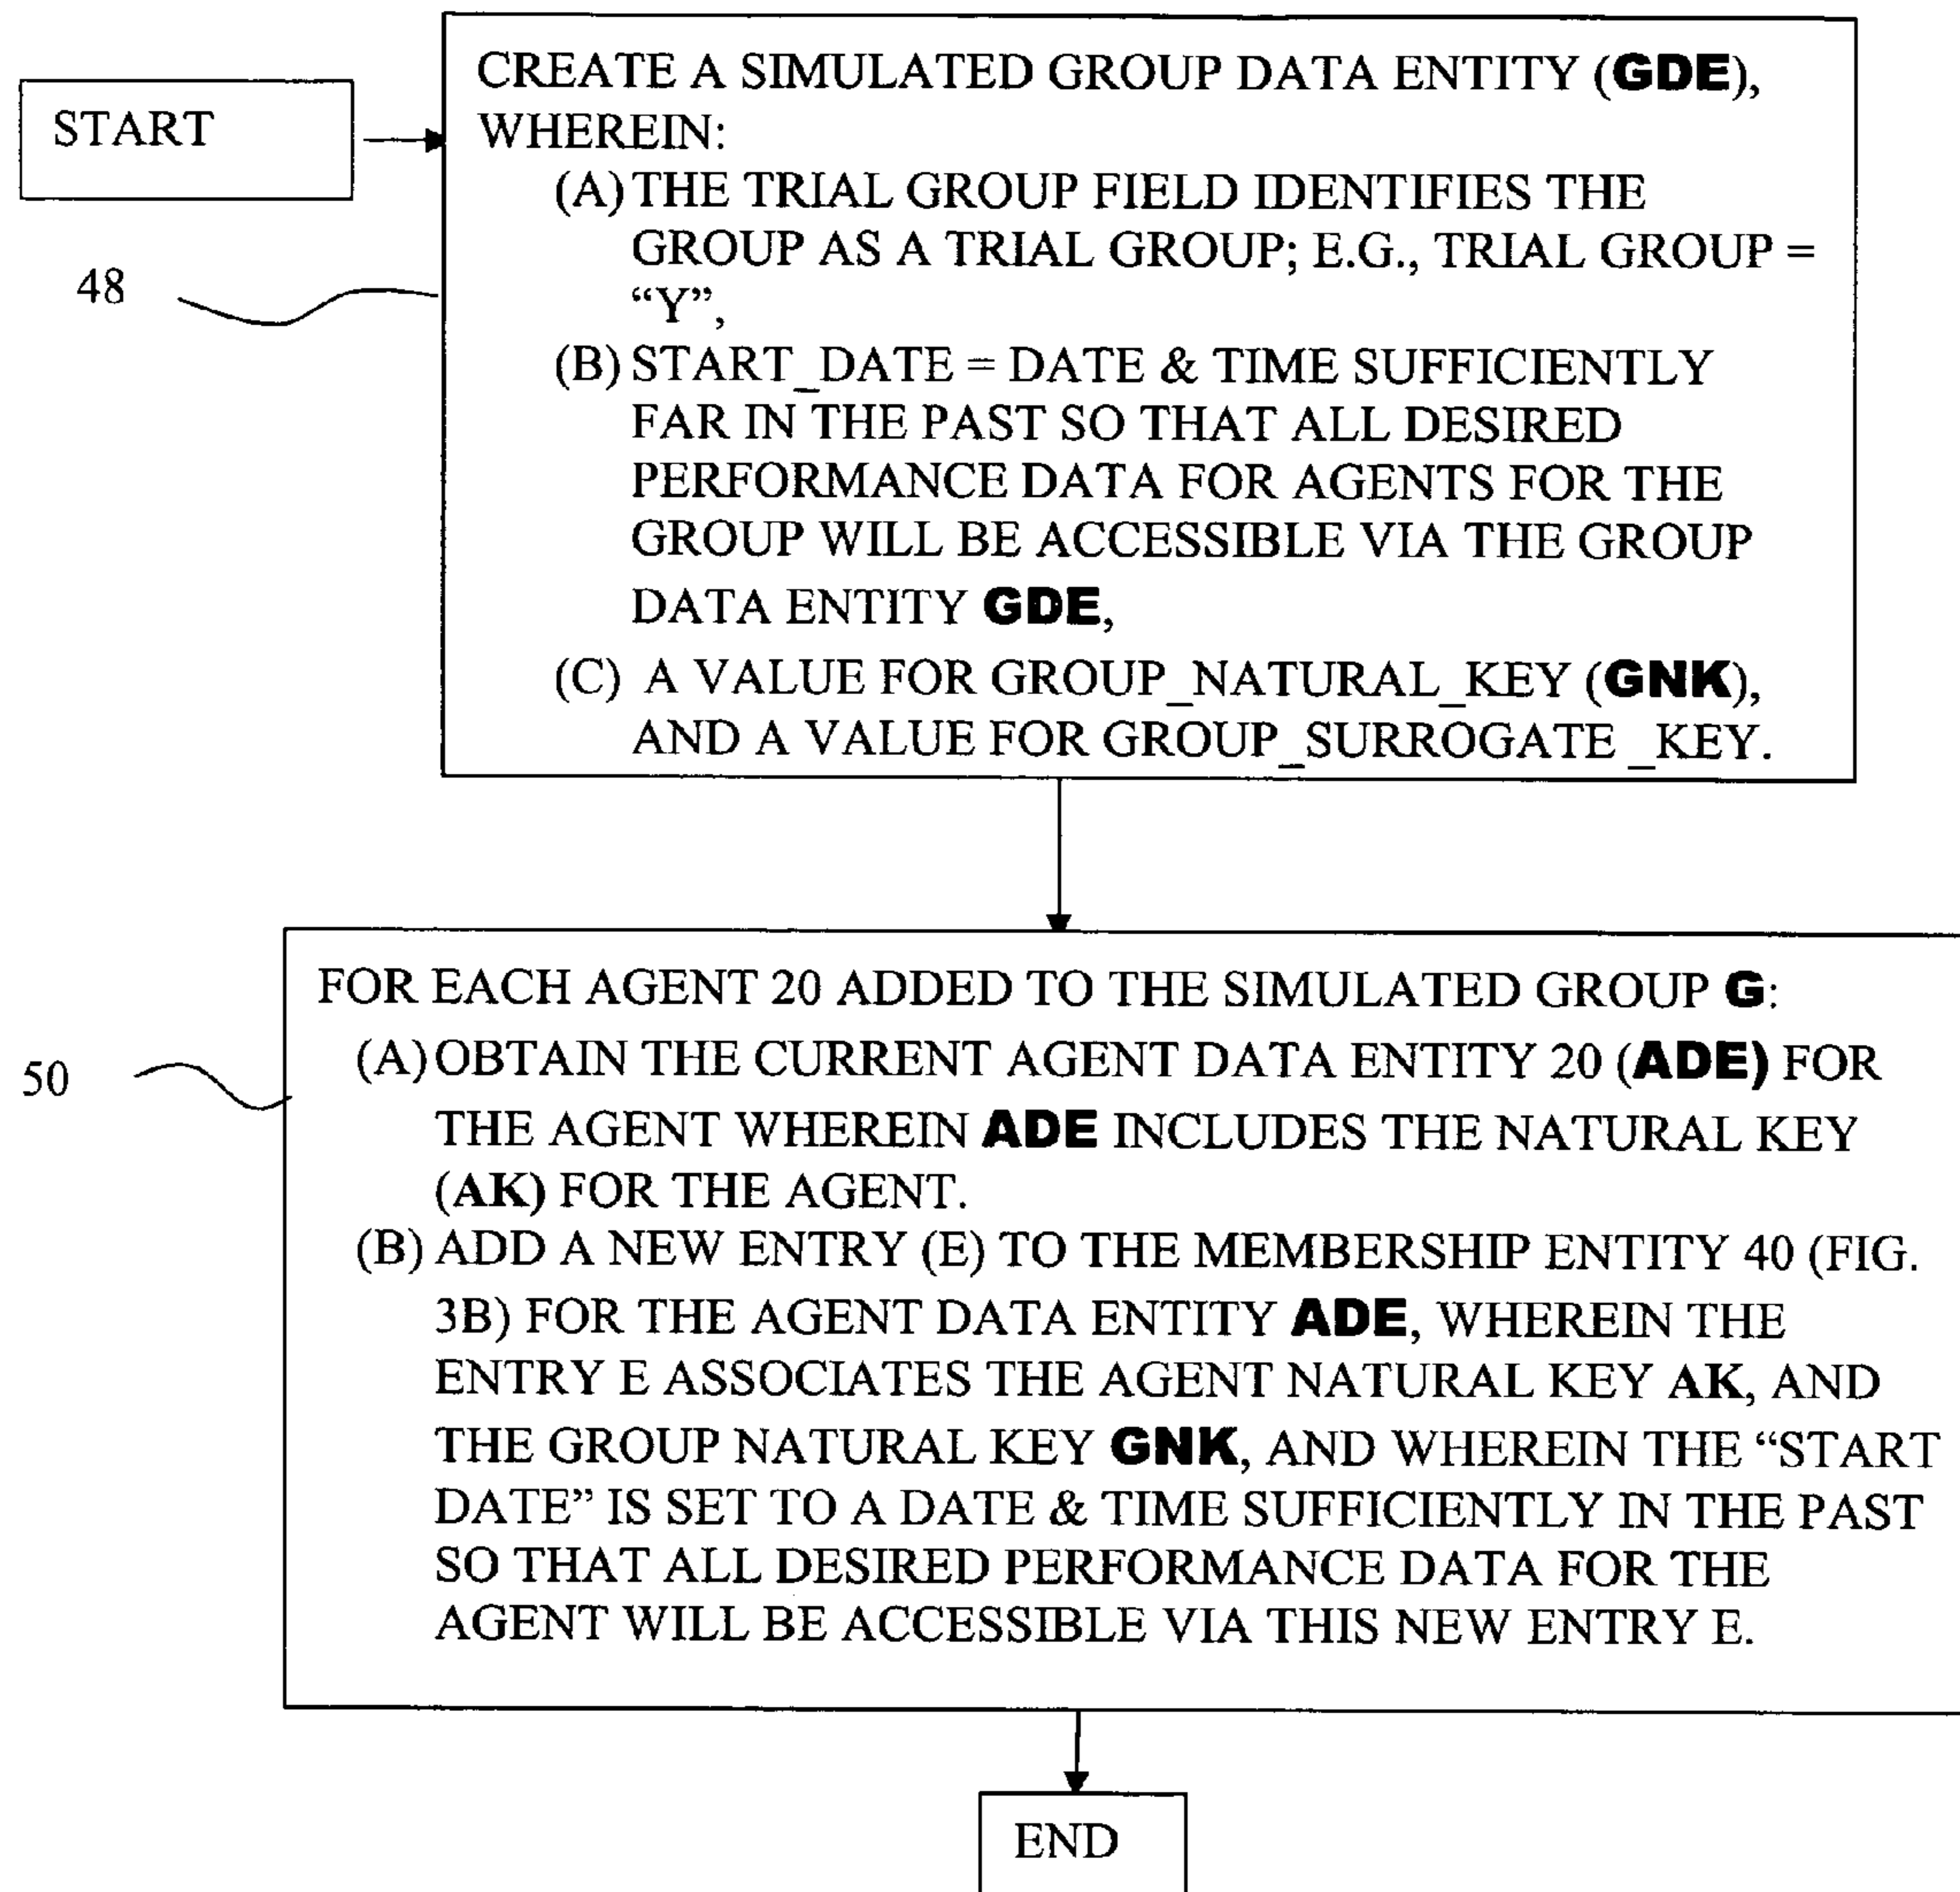 START
CREATE A SIMULATED GROUP DATA ENTITY (GDE),
WHEREIN:
(A) THE TRIAL GROUP FIELD IDENTIFIES THE
GROUP AS A TRIAL GROUP; E.G., TRIAL GROUP =
“Y”,
(B) START_DATE = DATE & TIME SUFFICIENTLY
FAR IN THE PAST SO THAT ALL DESIRED
PERFORMANCE DATA FOR AGENTS FOR THE
GROUP WILL BE ACCESSIBLE VIA THE GROUP
DATA ENTITY GDE,
(C) A VALUE FOR GROUP_NATURAL_KEY (GNK),
AND A VALUE FOR GROUP_SURROGATE _KEY.
48
FOR EACH AGENT 20 ADDED TO THE SIMULATED GROUP G:
(A) OBTAIN THE CURRENT AGENT DATA ENTITY 20 (ADE) FOR
THE AGENT WHEREIN ADE INCLUDES THE NATURAL KEY
(AK) FOR THE AGENT.
(B) ADD A NEW ENTRY (E) TO THE MEMBERSHIP ENTITY 40 (FIG.
3B) FOR THE AGENT DATA ENTITY ADE, WHEREIN THE
ENTRY E ASSOCIATES THE AGENT NATURAL KEY AK, AND
THE GROUP NATURAL KEY GNK, AND WHEREIN THE “START
DATE” IS SET TO A DATE & TIME SUFFICIENTLY IN THE PAST
SO THAT ALL DESIRED PERFORMANCE DATA FOR THE
AGENT WILL BE ACCESSIBLE VIA THIS NEW ENTRY E.
50
END